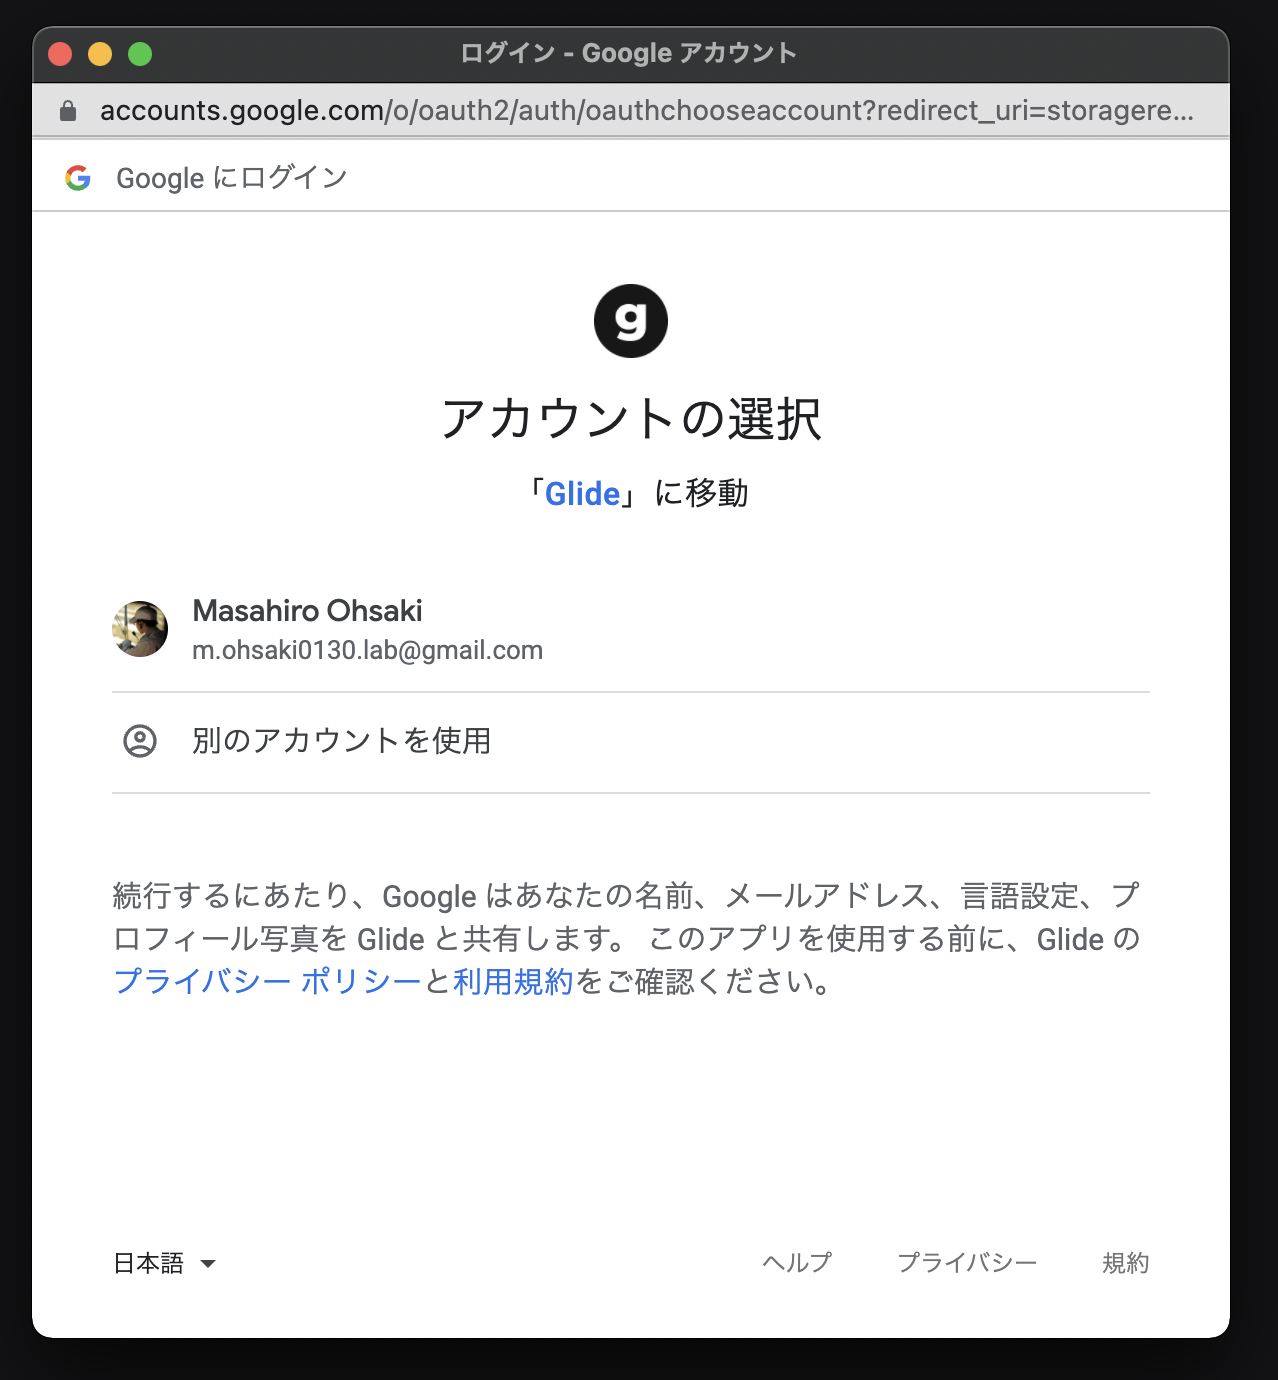 ログイン - Google アカウント
accounts.google.com/o/oauth2/auth/oauthchooseaccount?redirect_uri=storagere...
Google にログイン
g
アカウントの選択
「Glide」に移動
Masahiro Ohsaki
m.ohsaki0130.lab@gmail.com
別のアカウントを使用
続行するにあたり、Google はあなたの名前、メールアドレス、言語設定、プ
ロフィール写真を Glide と共有します。 このアプリを使用する前に、Glide の
プライバシー ポリシーと利用規約をご確認ください。
日本語
ヘルプ プライバシー 規約